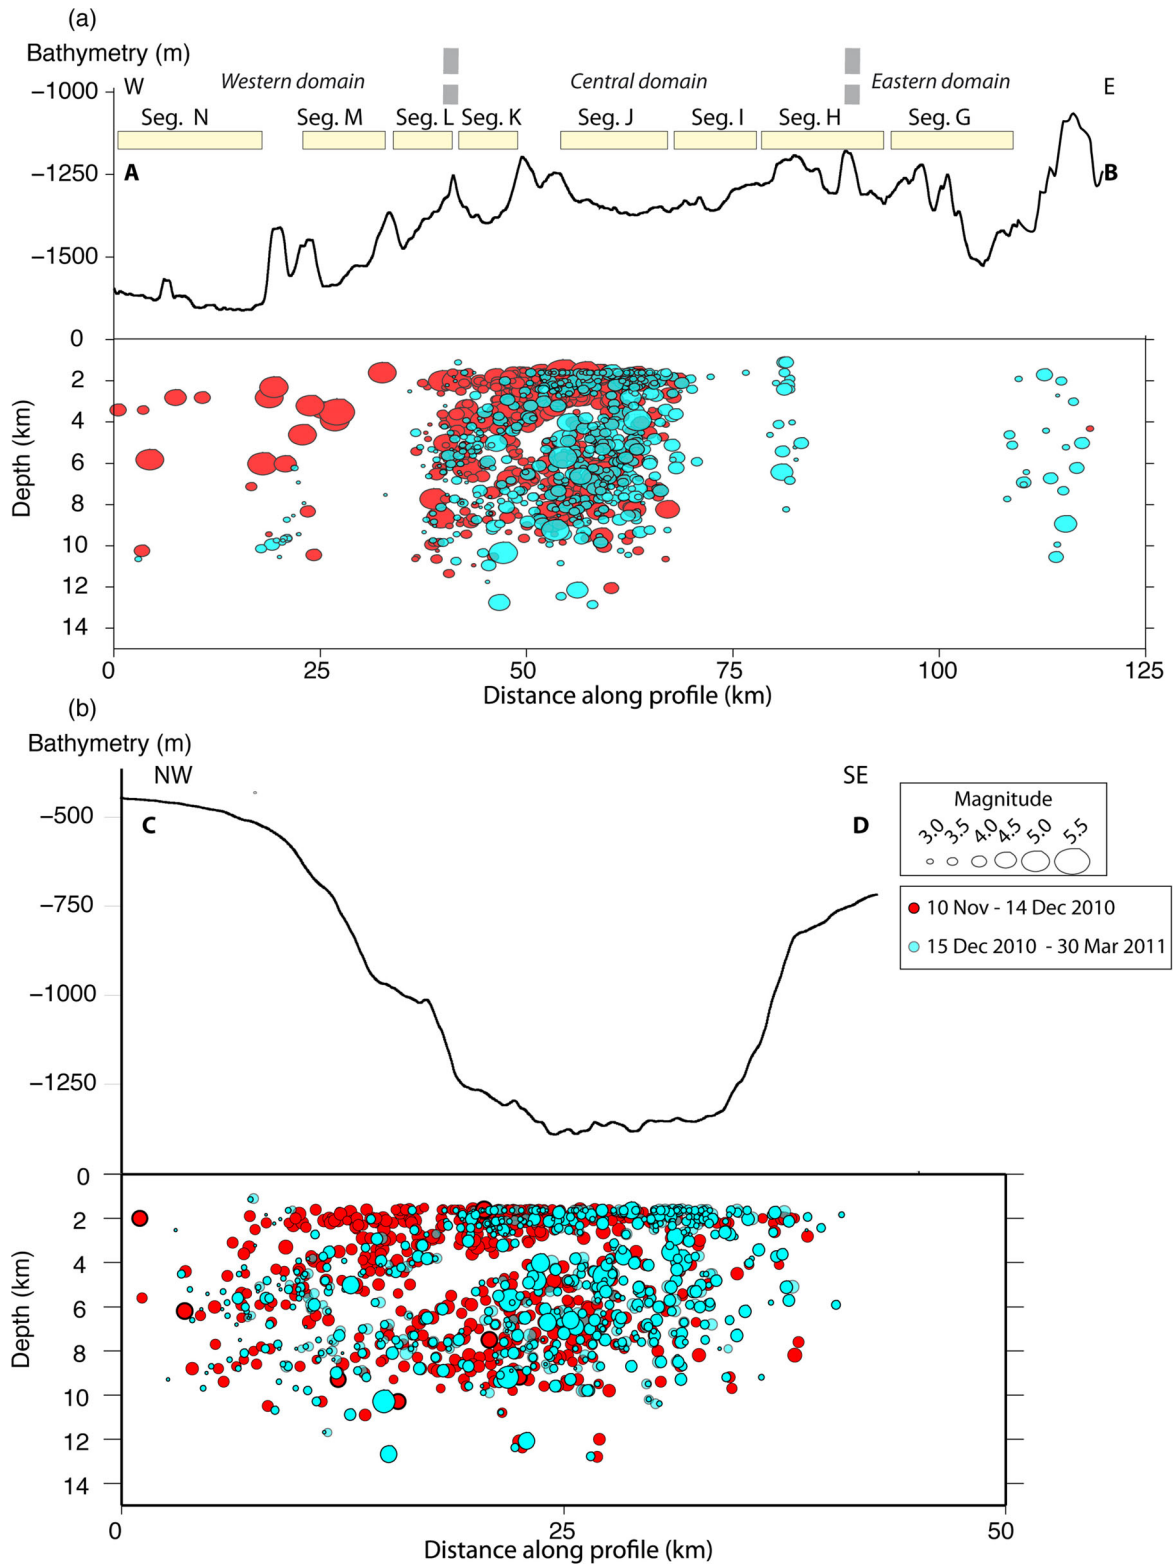 (a)
Bathymetry (m)
W Western domain Central domain Eastern domain E
−1000
Seg. N Seg. M Seg. L Seg. K Seg. J Seg. I Seg. H Seg. G
−1250 A B
−1500
0
2
4
6
8
10
12
14
Depth (km)
0 25 50 75 100 125
Distance along profile (km)
(b)
Bathymetry (m)
NW SE
−500 C D
−750
−1000
−1250
Magnitude
3.0 3.5 4.0 4.5 5.0 5.5
10 Nov - 14 Dec 2010
15 Dec 2010 - 30 Mar 2011
0
2
4
6
8
10
12
14
Depth (km)
0 25 50
Distance along profile (km)